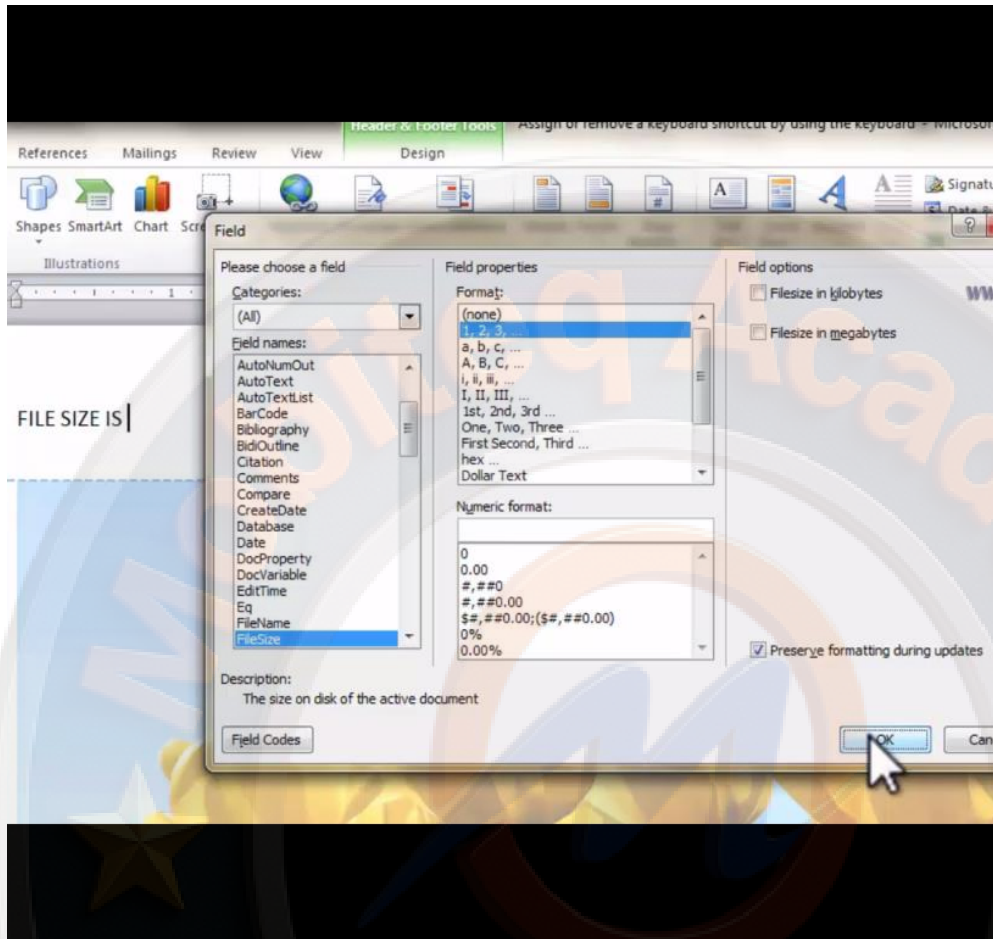 Header & Footer Tools
Assign or remove a keyboard shortcut by using the keyboard - Microsof
References Mailings Review View Design
Signatu
Shapes SmartArt Chart Scre
Date &
Illustrations
Field
Please choose a field
Categories:
(All)
Field names:
AutoNumOut
AutoText
AutoTextList
BarCode
Bibliography
BidiOutline
Citation
Comments
Compare
CreateDate
Database
Date
DocProperty
DocVariable
EditTime
Eq
FileName
FileSize
Field properties
Format:
(none)
1, 2, 3, ...
a, b, c, ...
A, B, C, ...
i, ii, iii, ...
I, II, III, ...
1st, 2nd, 3rd ...
One, Two, Three ...
First Second, Third ...
hex ...
Dollar Text
Numeric format:
0
0.00
#,##0
#,##0.00
$#,##0.00;($#,##0.00)
0%
0.00%
Field options
Filesize in kilobytes
Filesize in megabytes
Preserve formatting during updates
Description:
The size on disk of the active document
Field Codes
OK
Can
FILE SIZE IS
WW
Mobiteq Acad